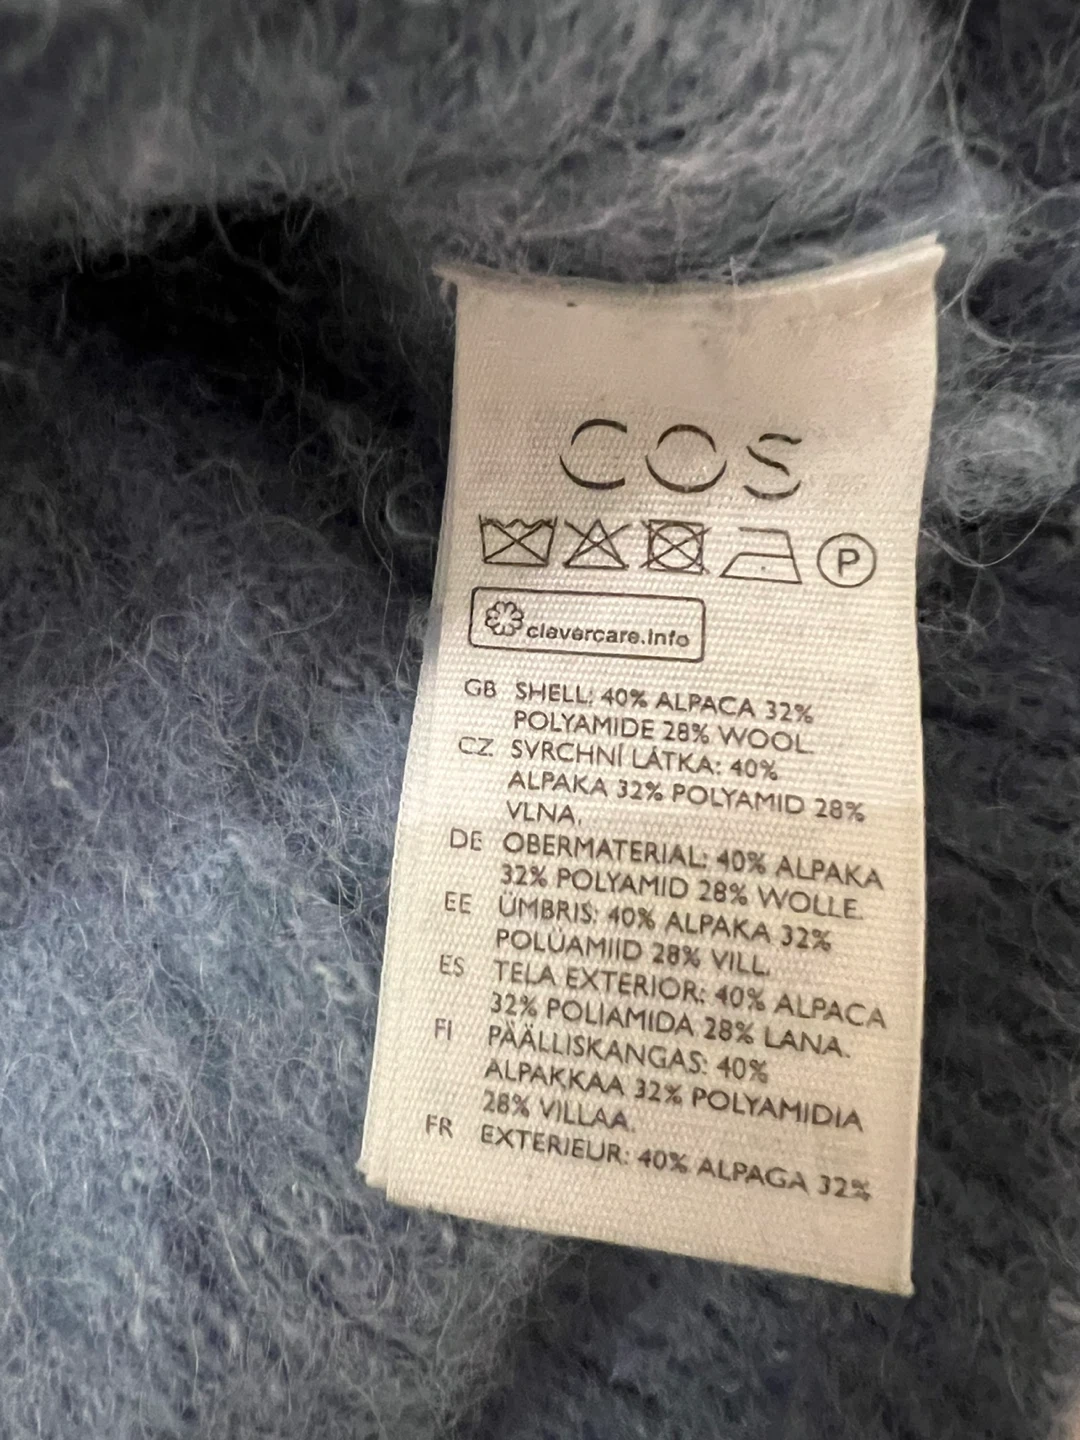 COS
P
clevercare.info
GB SHELL: 40% ALPACA 32%
POLYAMIDE 28% WOOL.
CZ SVRCHNÍ LÁTKA: 40%
ALPAKA 32% POLYAMID 28%
VLNA.
DE OBERMATERIAL: 40% ALPAKA
32% POLYAMID 28% WOLLE.
EE ÜMBRIS: 40% ALPAKA 32%
POLÜAMIID 28% VILL.
ES TELA EXTERIOR: 40% ALPACA
32% POLIAMIDA 28% LANA.
FI PÄÄLLISKANGAS: 40%
ALPAKKAA 32% POLYAMIDIA
28% VILLAA.
FR EXTERIEUR: 40% ALPAGA 32%